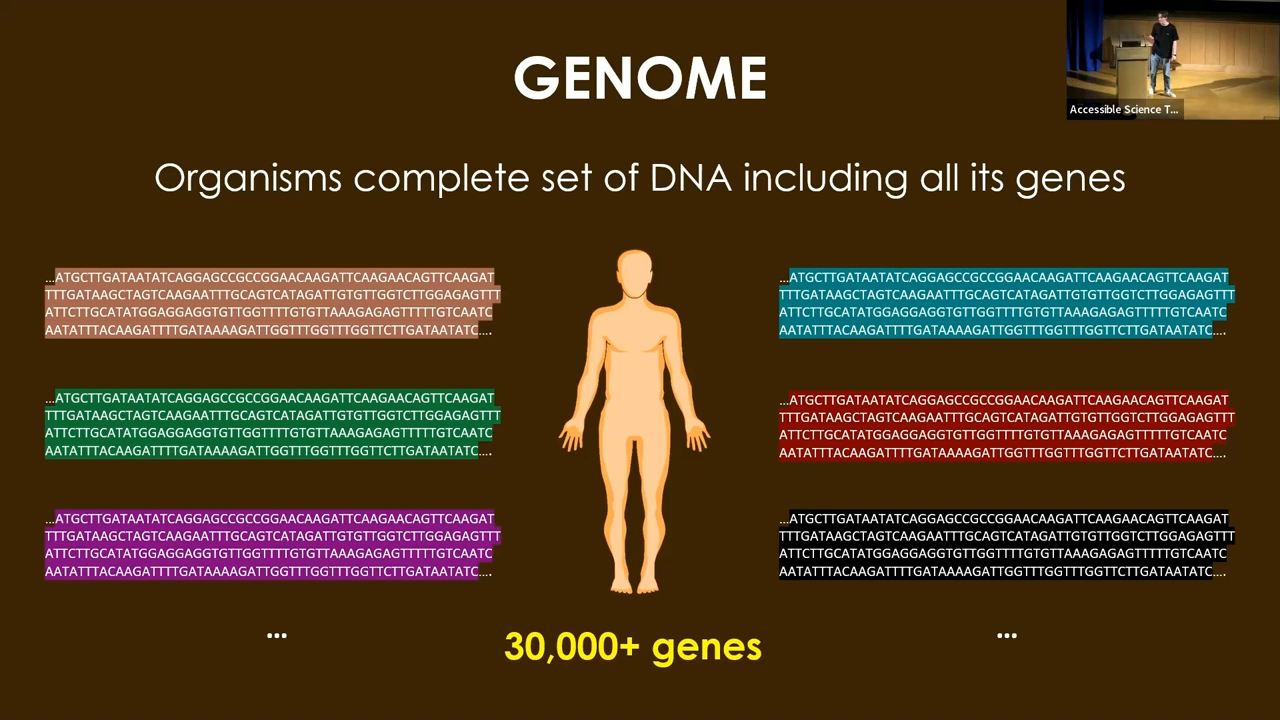 GENOME
Accessible Science T...
Organisms complete set of DNA including all its genes
...ATGCTTGATAATATCAGGAGCCGCCGGAACAAGATTCAAGAACAGTTCAAGAT
TTTGATAAGCTAGTCAAGAATTTGCAGTCATAGATTGTGTTGGTCTTGGAGAGTTT
ATTCTTGCATATGGAGGAGGTGTTGGTTTTGTGTTAAAGAGAGTTTTTGTCAATC
AATATTTACAAGATTTTGATAAAAGATTGGTTTGGTTTGGTTCTTGATAATATC....
...ATGCTTGATAATATCAGGAGCCGCCGGAACAAGATTCAAGAACAGTTCAAGAT
TTTGATAAGCTAGTCAAGAATTTGCAGTCATAGATTGTGTTGGTCTTGGAGAGTTT
ATTCTTGCATATGGAGGAGGTGTTGGTTTTGTGTTAAAGAGAGTTTTTGTCAATC
AATATTTACAAGATTTTGATAAAAGATTGGTTTGGTTTGGTTCTTGATAATATC....
...ATGCTTGATAATATCAGGAGCCGCCGGAACAAGATTCAAGAACAGTTCAAGAT
TTTGATAAGCTAGTCAAGAATTTGCAGTCATAGATTGTGTTGGTCTTGGAGAGTTT
ATTCTTGCATATGGAGGAGGTGTTGGTTTTGTGTTAAAGAGAGTTTTTGTCAATC
AATATTTACAAGATTTTGATAAAAGATTGGTTTGGTTTGGTTCTTGATAATATC....
...
...ATGCTTGATAATATCAGGAGCCGCCGGAACAAGATTCAAGAACAGTTCAAGAT
TTTGATAAGCTAGTCAAGAATTTGCAGTCATAGATTGTGTTGGTCTTGGAGAGTTT
ATTCTTGCATATGGAGGAGGTGTTGGTTTTGTGTTAAAGAGAGTTTTTGTCAATC
AATATTTACAAGATTTTGATAAAAGATTGGTTTGGTTTGGTTCTTGATAATATC....
...ATGCTTGATAATATCAGGAGCCGCCGGAACAAGATTCAAGAACAGTTCAAGAT
TTTGATAAGCTAGTCAAGAATTTGCAGTCATAGATTGTGTTGGTCTTGGAGAGTTT
ATTCTTGCATATGGAGGAGGTGTTGGTTTTGTGTTAAAGAGAGTTTTTGTCAATC
AATATTTACAAGATTTTGATAAAAGATTGGTTTGGTTTGGTTCTTGATAATATC....
...ATGCTTGATAATATCAGGAGCCGCCGGAACAAGATTCAAGAACAGTTCAAGAT
TTTGATAAGCTAGTCAAGAATTTGCAGTCATAGATTGTGTTGGTCTTGGAGAGTTT
ATTCTTGCATATGGAGGAGGTGTTGGTTTTGTGTTAAAGAGAGTTTTTGTCAATC
AATATTTACAAGATTTTGATAAAAGATTGGTTTGGTTTGGTTCTTGATAATATC....
...
30,000+ genes